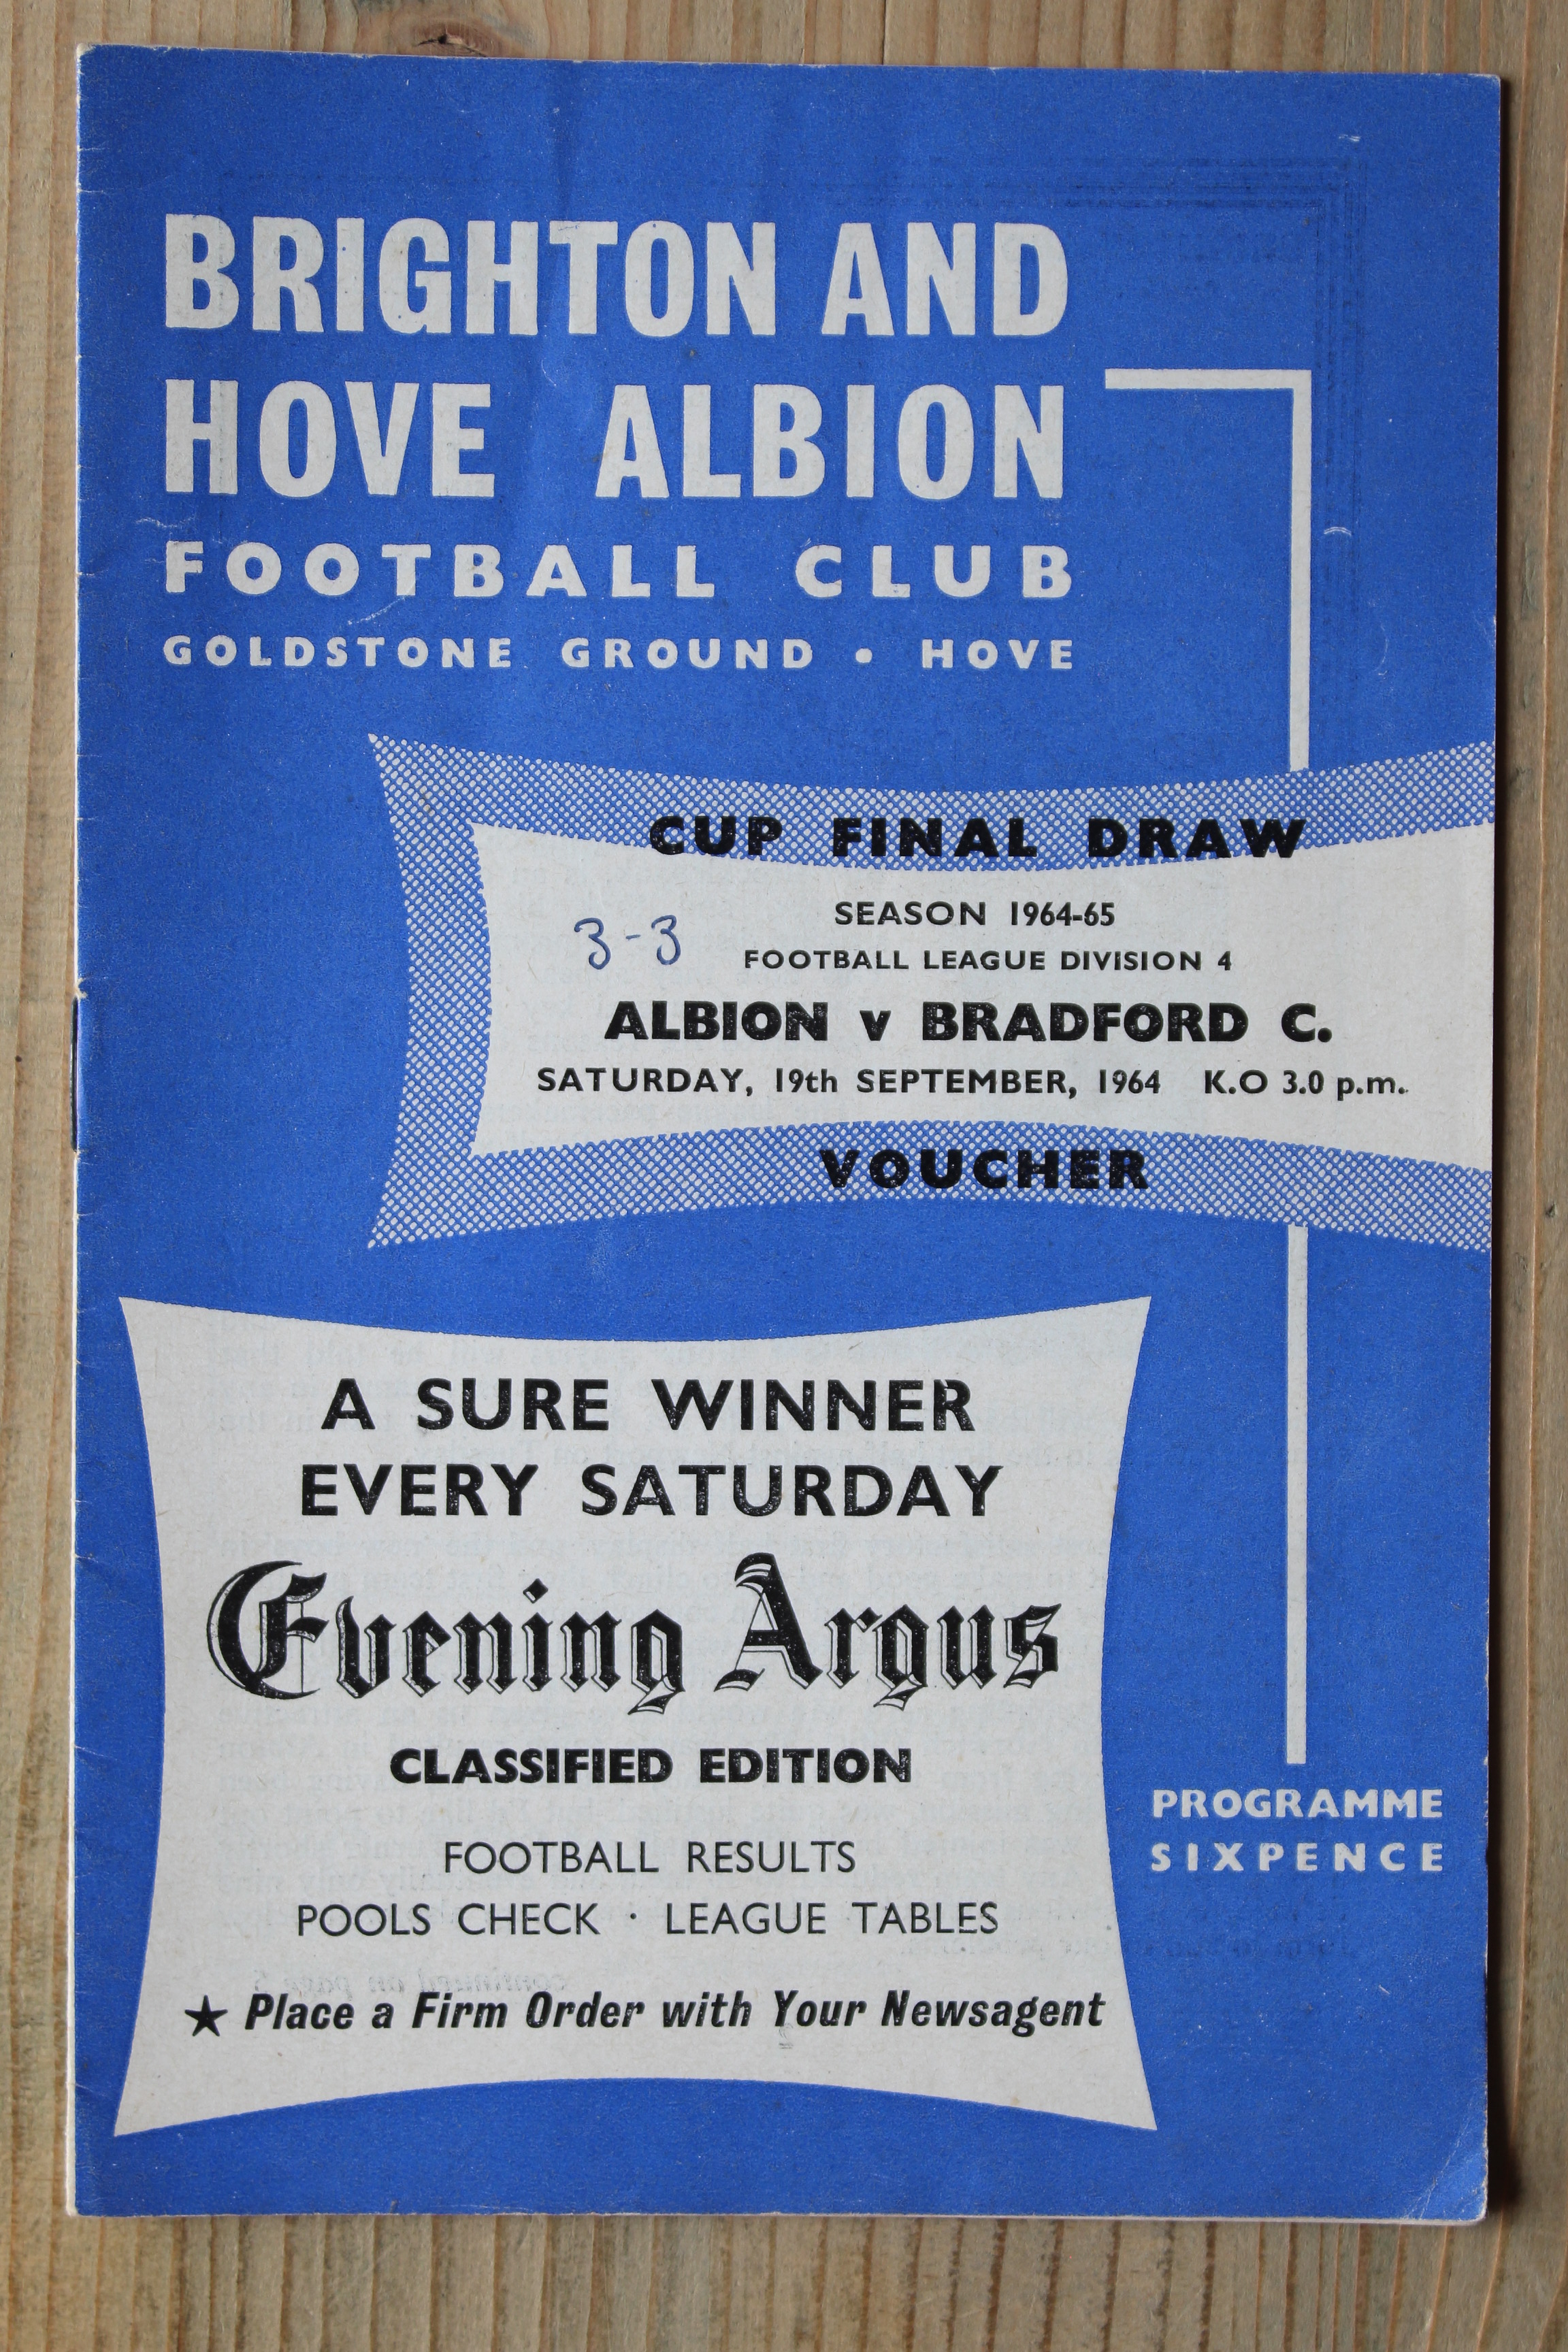 BRIGHTON AND
HOVE ALBION
FOOTBALL CLUB
GOLDSTONE GROUND • HOVE
CUP FINAL DRAW
SEASON 1964-65
3-3
FOOTBALL LEAGUE DIVISION 4
ALBION v BRADFORD C.
SATURDAY, 19th SEPTEMBER, 1964 K.O 3.0 p.m.
VOUCHER
A SURE WINNER
EVERY SATURDAY
Evening Argus
CLASSIFIED EDITION
FOOTBALL RESULTS
POOLS CHECK · LEAGUE TABLES
★ Place a Firm Order with Your Newsagent
PROGRAMME
SIXPENCE